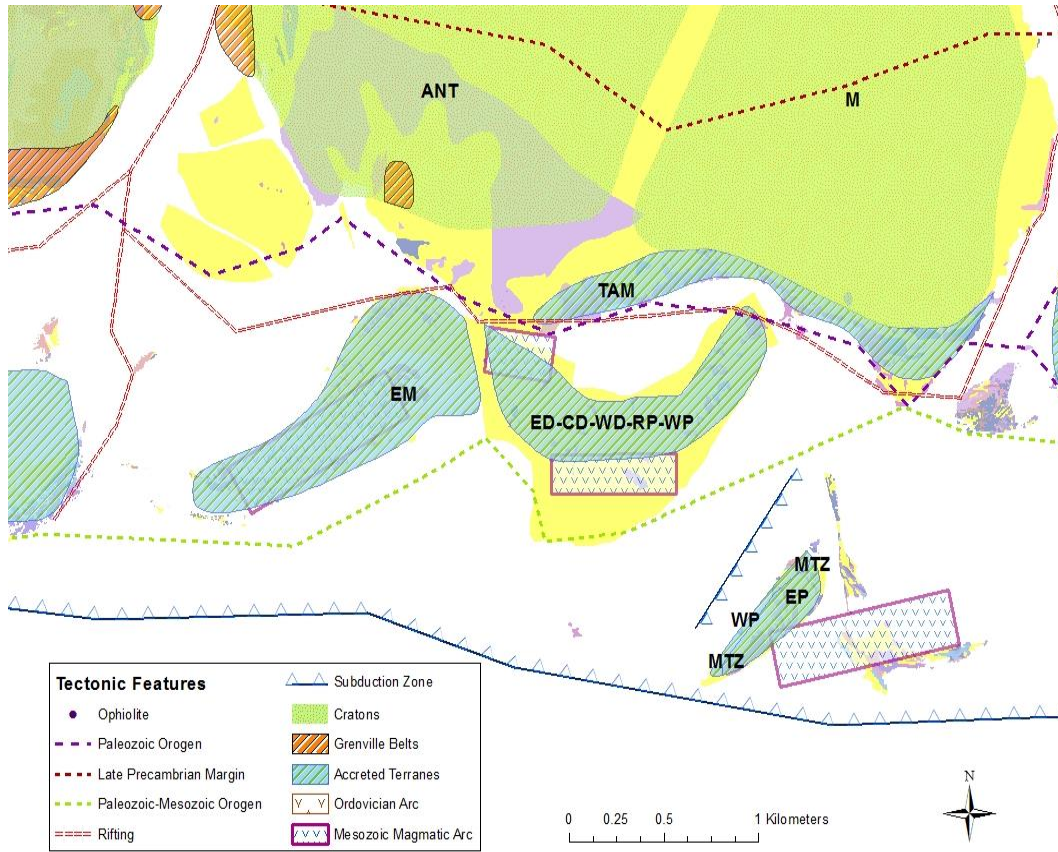 ANT
M
TAM
EM
ED-CD-WD-RP-WP
MTZ
EP
WP
MTZ
Tectonic Features
Ophiolite
Paleozoic Orogen
Late Precambrian Margin
Paleozoic-Mesozoic Orogen
Rifting
Subduction Zone
Cratons
Grenville Belts
Accreted Terranes
Ordovician Arc
Mesozoic Magmatic Arc
0 0.25 0.5 1 Kilometers
N